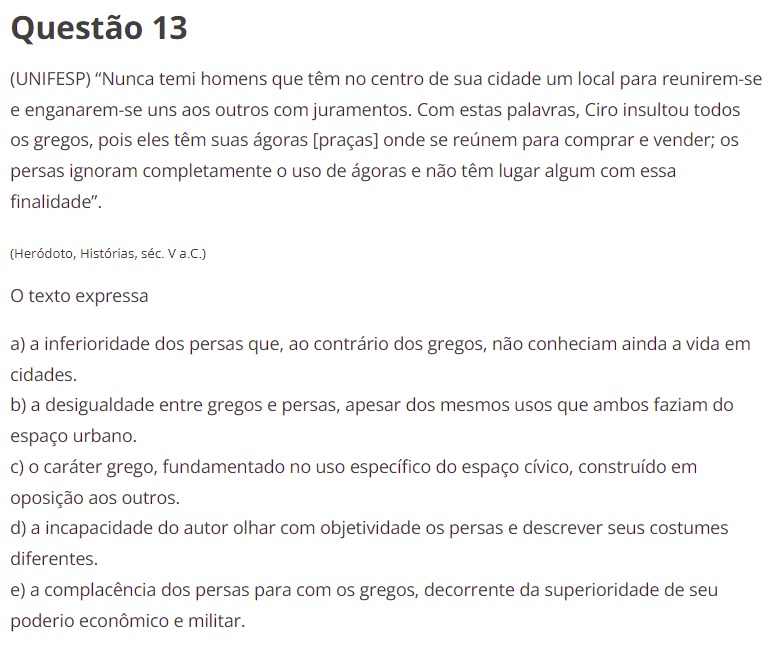 Questão 13
(UNIFESP) “Nunca temi homens que têm no centro de sua cidade um local para reunirem-se
e enganarem-se uns aos outros com juramentos. Com estas palavras, Ciro insultou todos
os gregos, pois eles têm suas ágoras [praças] onde se reúnem para comprar e vender; os
persas ignoram completamente o uso de ágoras e não têm lugar algum com essa
finalidade”.
(Heródoto, Histórias, séc. V a.C.)
O texto expressa
a) a inferioridade dos persas que, ao contrário dos gregos, não conheciam ainda a vida em
cidades.
b) a desigualdade entre gregos e persas, apesar dos mesmos usos que ambos faziam do
espaço urbano.
c) o caráter grego, fundamentado no uso específico do espaço cívico, construído em
oposição aos outros.
d) a incapacidade do autor olhar com objetividade os persas e descrever seus costumes
diferentes.
e) a complacência dos persas para com os gregos, decorrente da superioridade de seu
poderio econômico e militar.